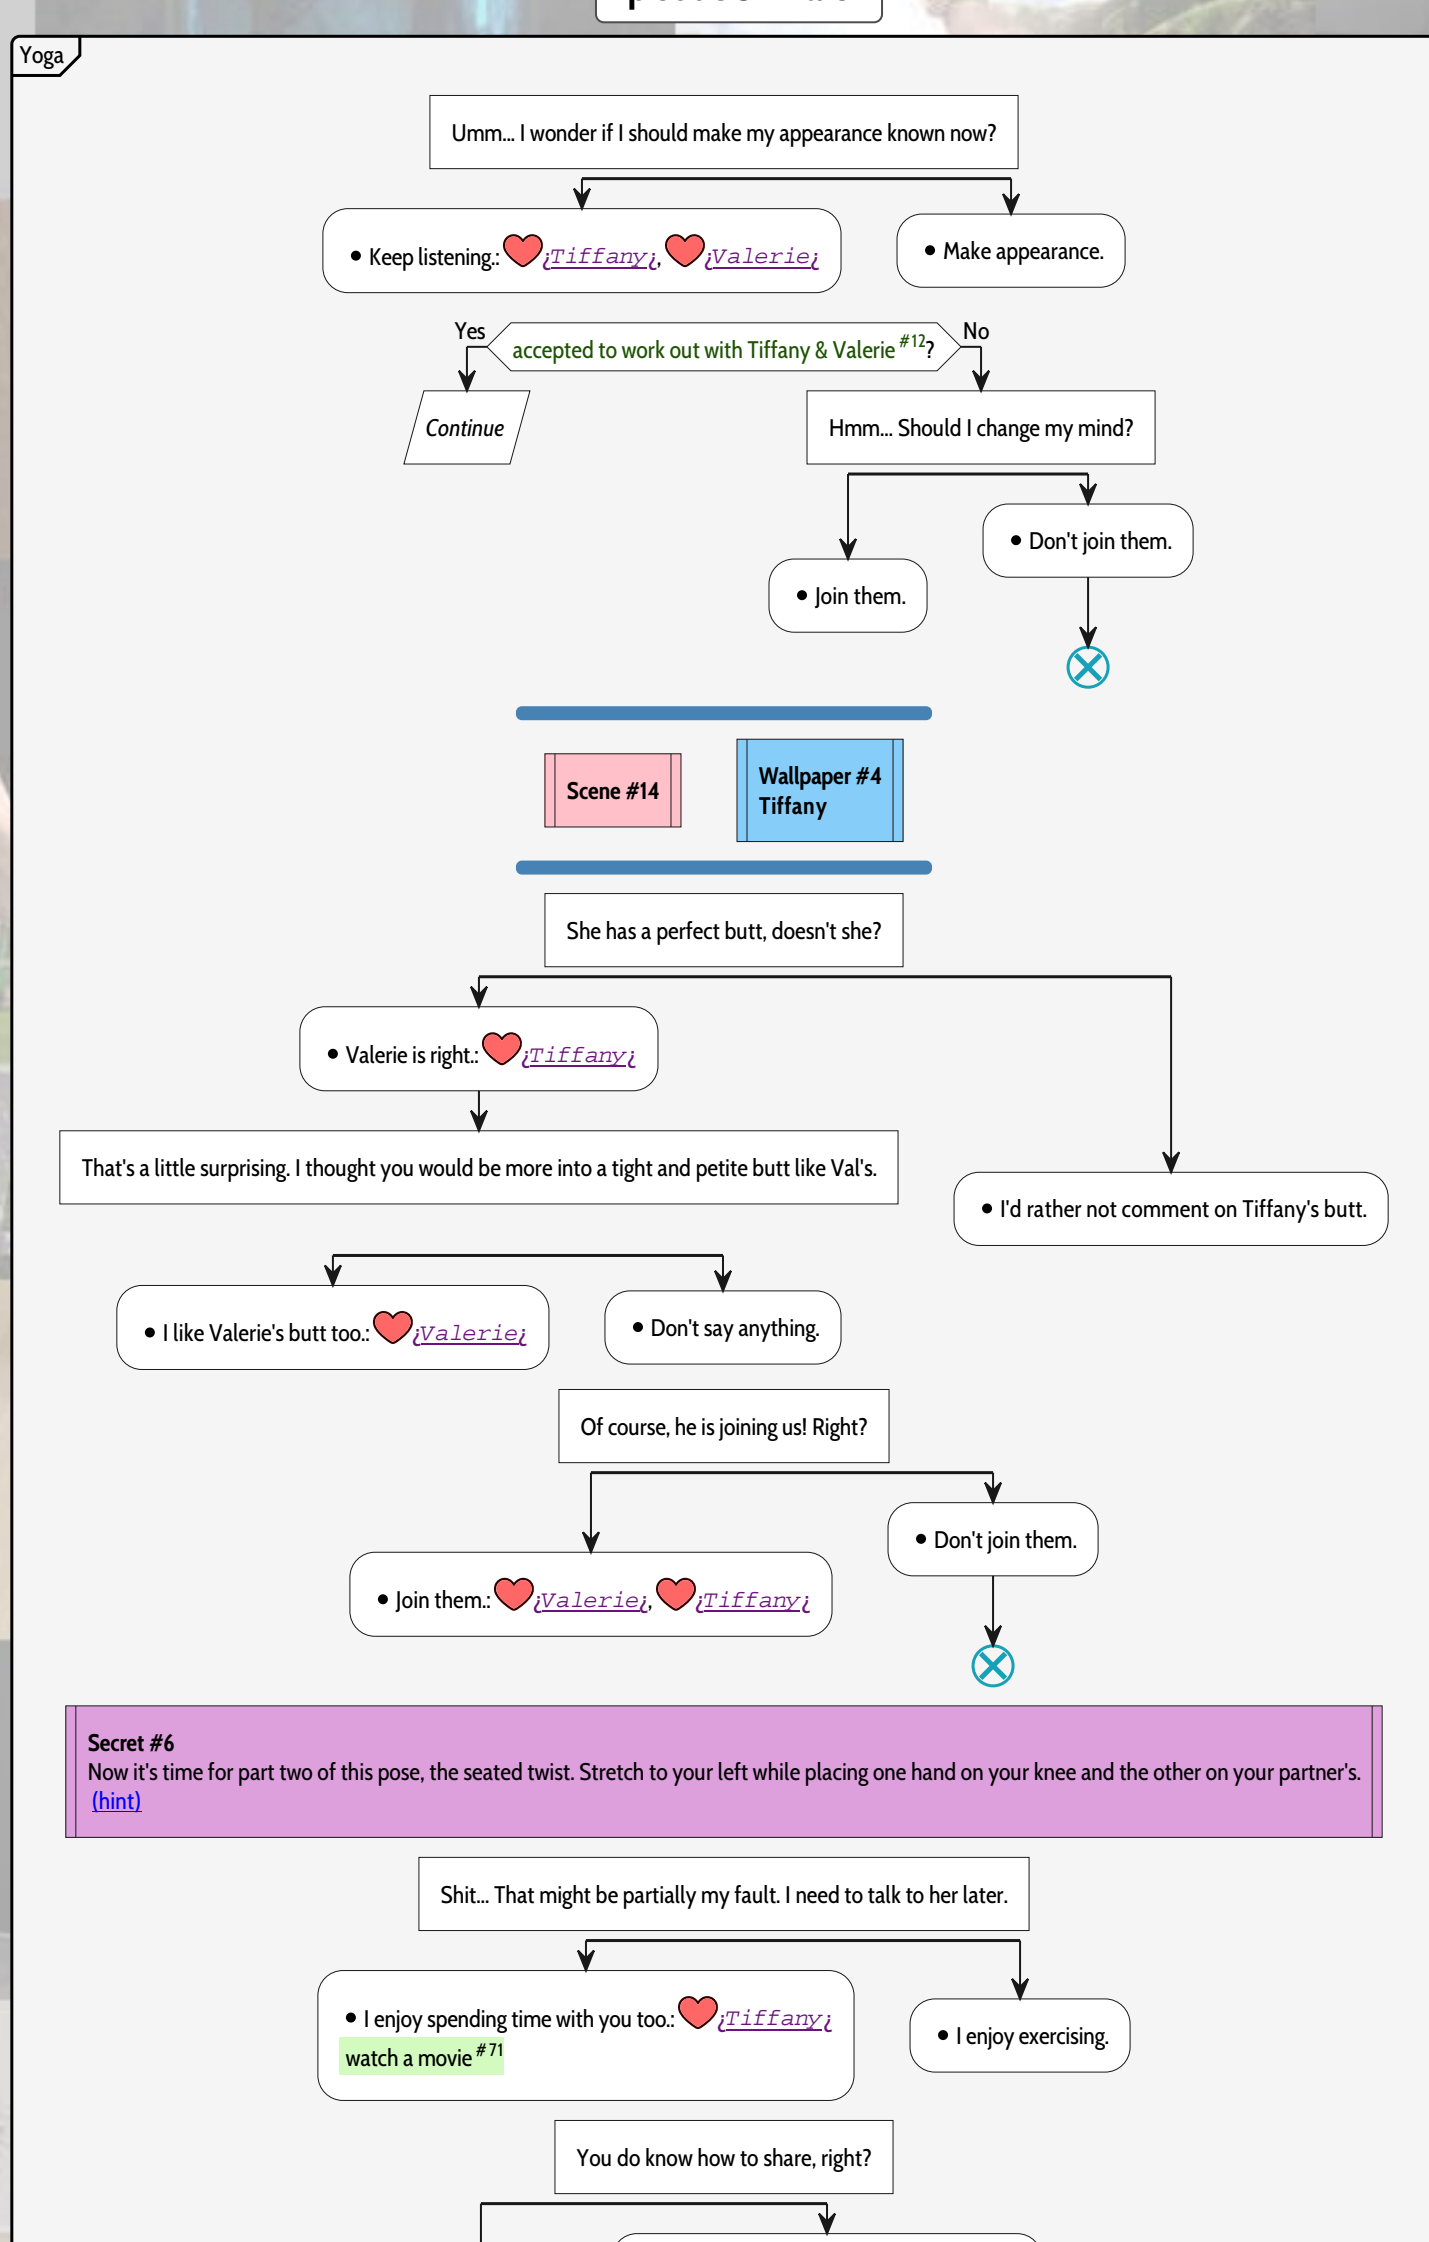 Yoga
Umm... I wonder if I should make my appearance known now?
• Keep listening.: ¿Tiffany¿, ¿Valerie¿
• Make appearance.
Yes
accepted to work out with Tiffany & Valerie #12?
No
Continue
Hmm... Should I change my mind?
• Don't join them.
• Join them.
Scene #14
Wallpaper #4
Tiffany
She has a perfect butt, doesn't she?
• Valerie is right.: ¿Tiffany¿
That's a little surprising. I thought you would be more into a tight and petite butt like Val's.
• I'd rather not comment on Tiffany's butt.
• I like Valerie's butt too.: ¿Valerie¿
• Don't say anything.
Of course, he is joining us! Right?
• Don't join them.
• Join them.: ¿Valerie¿, ¿Tiffany¿
Secret #6
Now it's time for part two of this pose, the seated twist. Stretch to your left while placing one hand on your knee and the other on your partner's.
(hint)
Shit... That might be partially my fault. I need to talk to her later.
• I enjoy spending time with you too.: ¿Tiffany¿
watch a movie #71
• I enjoy exercising.
You do know how to share, right?